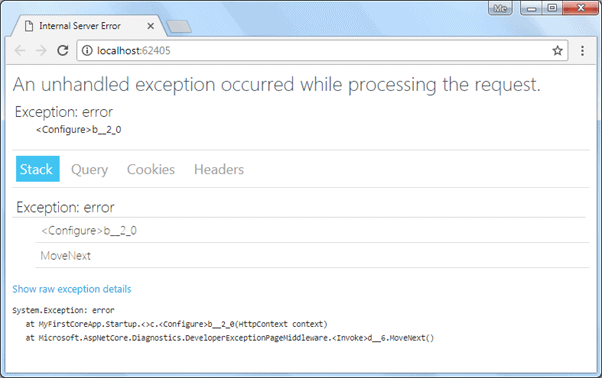 Me
Internal Server Error
localhost:62405
An unhandled exception occurred while processing the request.
Exception: error
<Configure>b__2_0
Stack Query Cookies Headers
Exception: error
<Configure>b__2_0
MoveNext
Show raw exception details
System.Exception: error
at MyFirstCoreApp.Startup.<>c.<Configure>b__2_0(HttpContext context)
at Microsoft.AspNetCore.Diagnostics.DeveloperExceptionPageMiddleware.<Invoke>d__6.MoveNext()